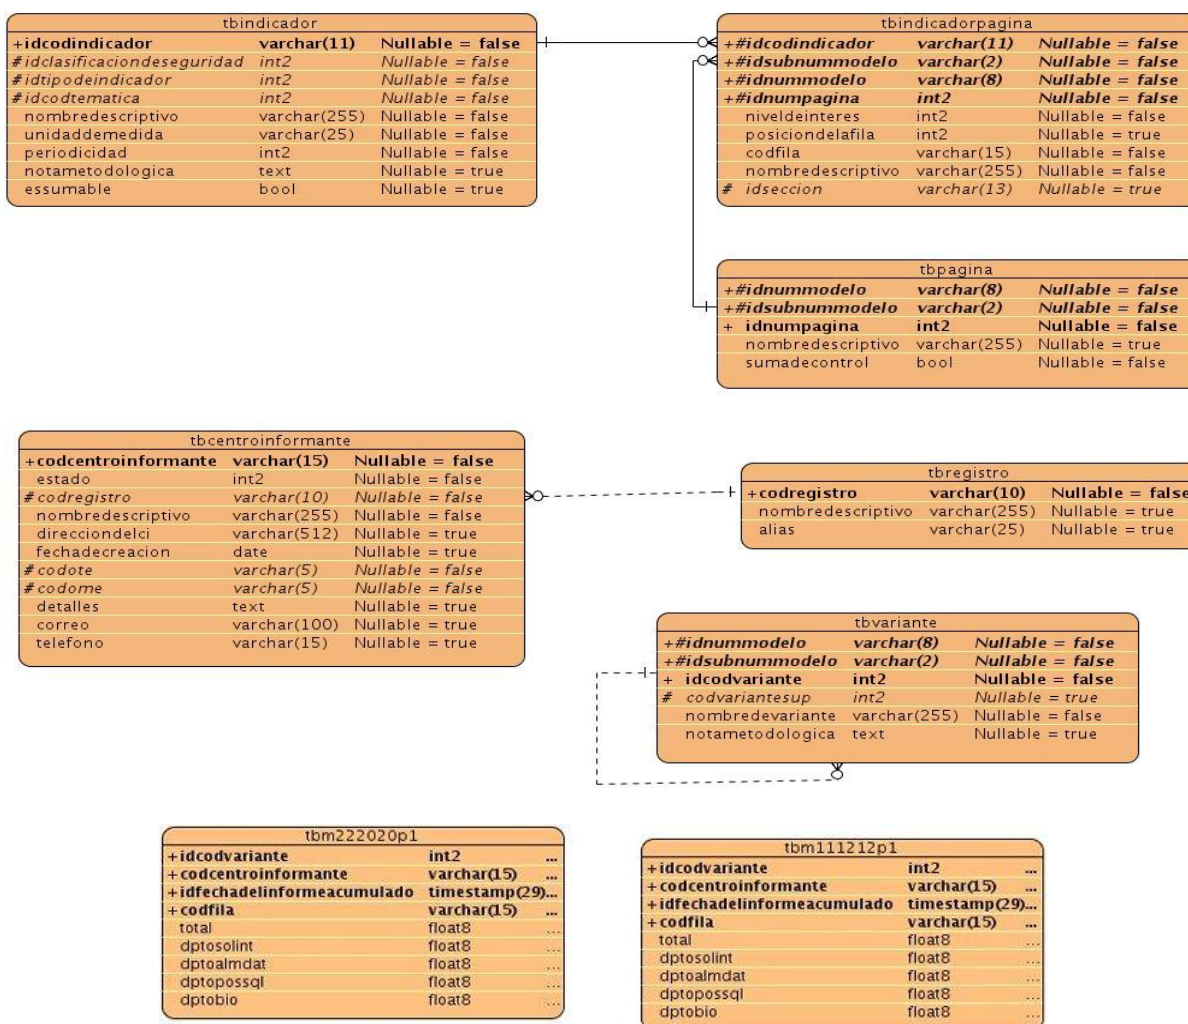 tbindicador
+idcodindicador varchar(11) Nullable = false
#idclasificaciondeseguridad int2 Nullable = false
#idtipodeindicador int2 Nullable = false
#idcodtematica int2 Nullable = false
nombredescriptivo varchar(255) Nullable = false
unidaddemedida varchar(25) Nullable = false
periodicidad int2 Nullable = false
notametodologica text Nullable = true
essumable bool Nullable = true
tbindicadorpagina
+#idcodindicador varchar(11) Nullable = false
+#idsubnummodelo varchar(2) Nullable = false
+#idnummodelo varchar(8) Nullable = false
+#idnumpagina int2 Nullable = false
niveldeinteres int2 Nullable = false
posiciondelafila int2 Nullable = true
codfila varchar(15) Nullable = false
nombredescriptivo varchar(255) Nullable = false
# idseccion varchar(13) Nullable = true
tbpagina
+#idnummodelo varchar(8) Nullable = false
+#idsubnummodelo varchar(2) Nullable = false
+ idnumpagina int2 Nullable = false
nombredescriptivo varchar(255) Nullable = true
sumadecontrol bool Nullable = false
tbcentroinformante
+codcentroinformante varchar(15) Nullable = false
estado int2 Nullable = false
#codregistro varchar(10) Nullable = false
nombredescriptivo varchar(255) Nullable = false
direcciondelci varchar(512) Nullable = true
fechadecreacion date Nullable = true
#codote varchar(5) Nullable = false
#codome varchar(5) Nullable = false
detalles text Nullable = true
correo varchar(100) Nullable = true
telefono varchar(15) Nullable = true
tbregistro
+codregistro varchar(10) Nullable = false
nombredescriptivo varchar(255) Nullable = true
alias varchar(25) Nullable = true
tbvariante
+#idnummodelo varchar(8) Nullable = false
+#idsubnummodelo varchar(2) Nullable = false
+ idcodvariante int2 Nullable = false
# codvariantesup int2 Nullable = true
nombredevariante varchar(255) Nullable = false
notametodologica text Nullable = true
tbm222020p1
+idcodvariante int2 ...
+codcentroinformante varchar(15) ...
+idfechadelinformeacumulado timestamp(29)...
+codfila varchar(15) ...
total float8 ...
dptosolint float8 ...
dptoalmdat float8 ...
dptopossql float8 ...
dptobio float8 ...
tbm111212p1
+idcodvariante int2 ...
+codcentroinformante varchar(15) ...
+idfechadelinformeacumulado timestamp(29)...
+codfila varchar(15) ...
total float8 ...
dptosolint float8 ...
dptoalmdat float8 ...
dptopossql float8 ...
dptobio float8 ...